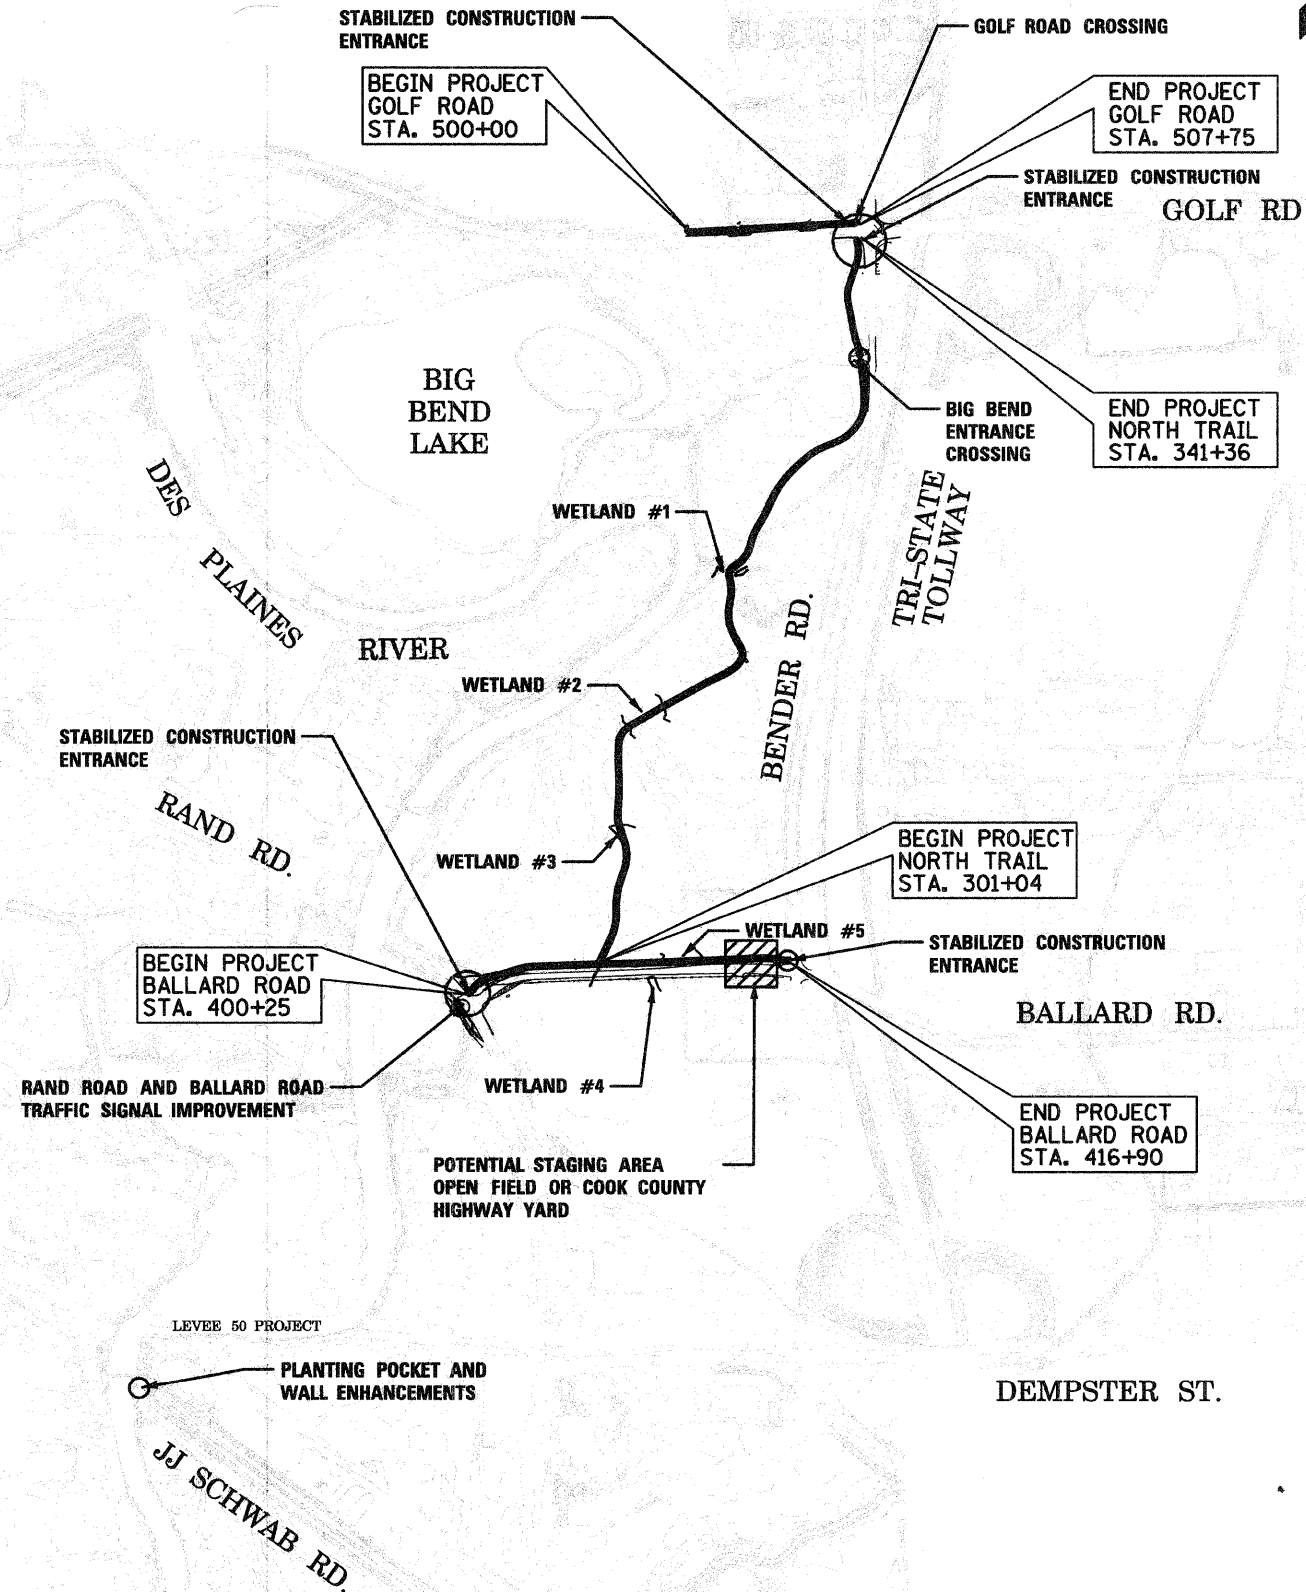 STABILIZED CONSTRUCTION
ENTRANCE
GOLF ROAD CROSSING
BEGIN PROJECT
GOLF ROAD
STA. 500+00
END PROJECT
GOLF ROAD
STA. 507+75
STABILIZED CONSTRUCTION
ENTRANCE
GOLF RD
BIG
BEND
LAKE
BIG BEND
ENTRANCE
CROSSING
END PROJECT
NORTH TRAIL
STA. 341+36
DES
PLAINES
RIVER
WETLAND #1
TRI-STATE
TOLLWAY
BENDER RD.
WETLAND #2
STABILIZED CONSTRUCTION
ENTRANCE
RAND RD.
WETLAND #3
BEGIN PROJECT
NORTH TRAIL
STA. 301+04
WETLAND #5
STABILIZED CONSTRUCTION
ENTRANCE
BEGIN PROJECT
BALLARD ROAD
STA. 400+25
BALLARD RD.
RAND ROAD AND BALLARD ROAD
TRAFFIC SIGNAL IMPROVEMENT
WETLAND #4
END PROJECT
BALLARD ROAD
STA. 416+90
POTENTIAL STAGING AREA
OPEN FIELD OR COOK COUNTY
HIGHWAY YARD
LEVEE 50 PROJECT
PLANTING POCKET AND
WALL ENHANCEMENTS
DEMPSTER ST.
JJ SCHWAB RD.